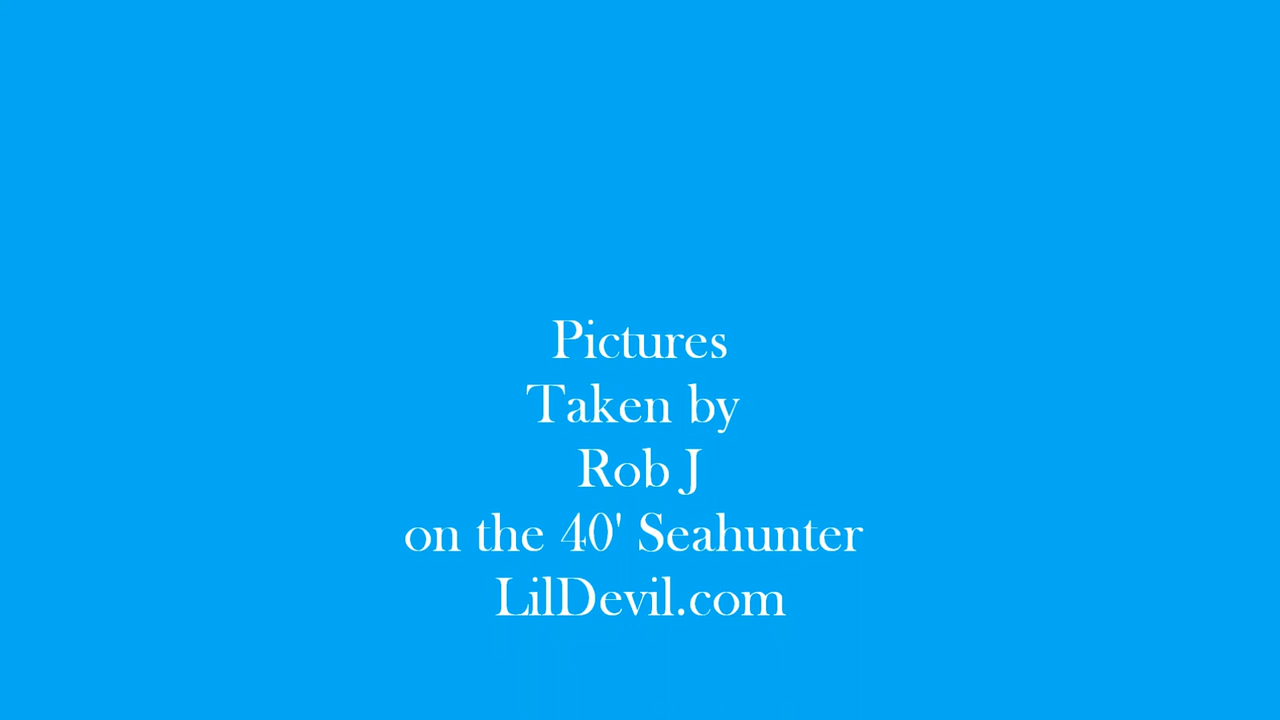 Pictures
Taken by
Rob J
on the 40' Seahunter
LilDevil.com